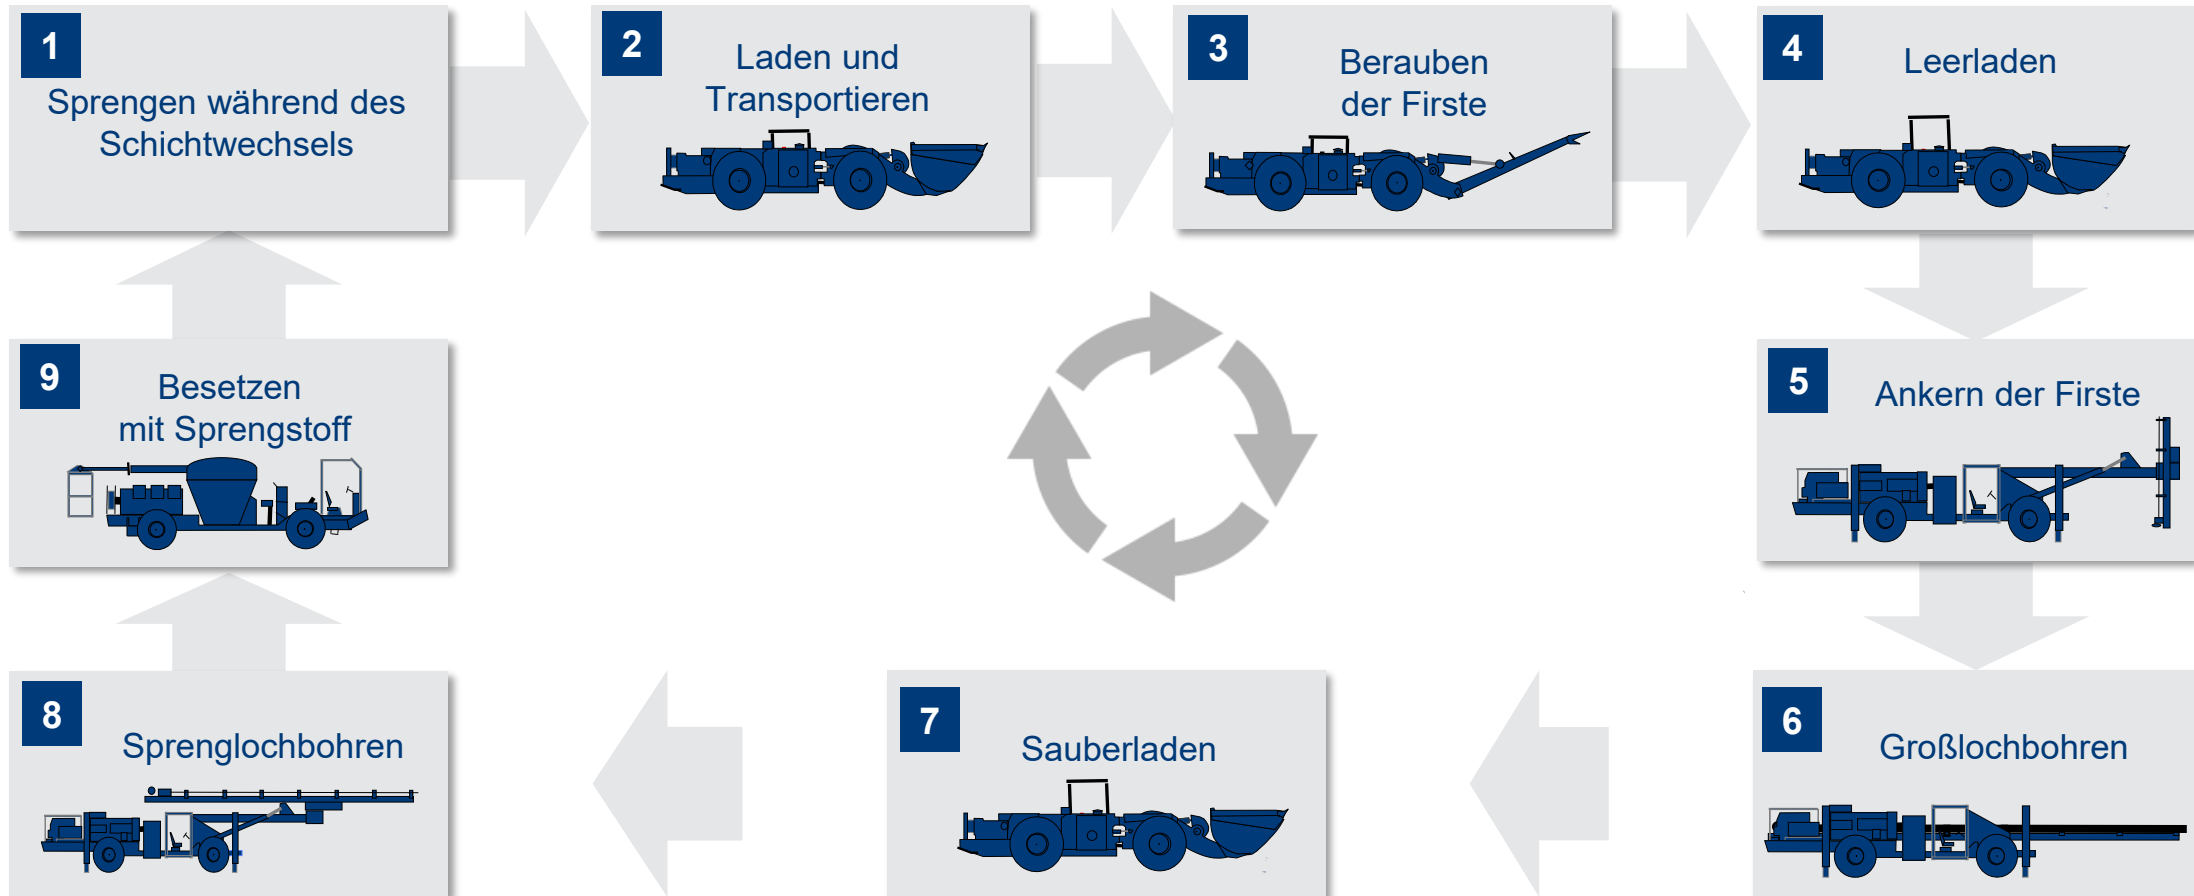 1
Sprengen während des
Schichtwechsels
2
Laden und
Transportieren
3
Berauben
der Firste
4
Leerladen
5
Ankern der Firste
6
Großlochbohren
7
Sauberladen
8
Sprenglochbohren
9
Besetzen
mit Sprengstoff